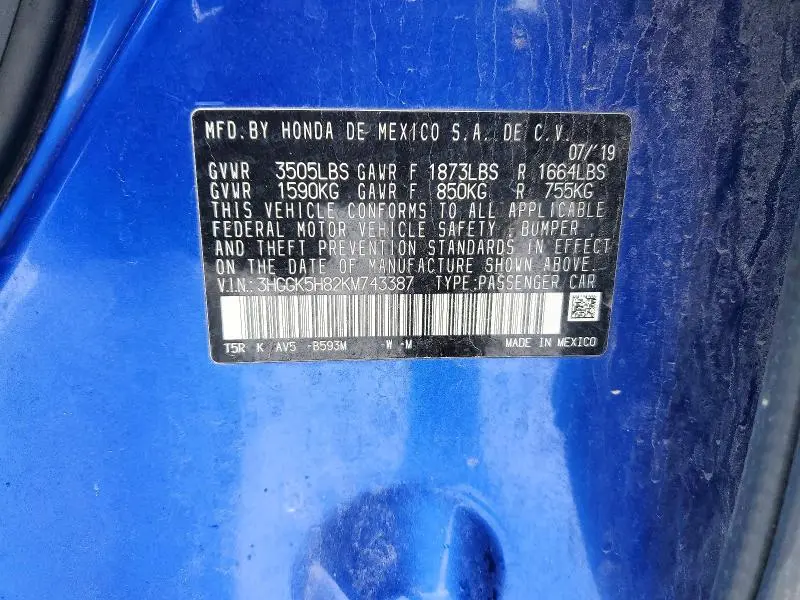 MFD.BY HONDA DE MEXICO S.A. DE C.V.
07/'19
GVWR 3505LBS GAWR F 1873LBS R 1664LBS
GVWR 1590KG GAWR F 850KG R 755KG
THIS VEHICLE CONFORMS TO ALL APPLICABLE
FEDERAL MOTOR VEHICLE SAFETY, BUMPER,
AND THEFT PREVENTION STANDARDS IN EFFECT
ON THE DATE OF MANUFACTURE SHOWN ABOVE.
V.I.N.: 3HGGK5H82KM743387 TYPE:PASSENGER CAR
T5R K AV5 -B593M -W -M MADE IN MEXICO